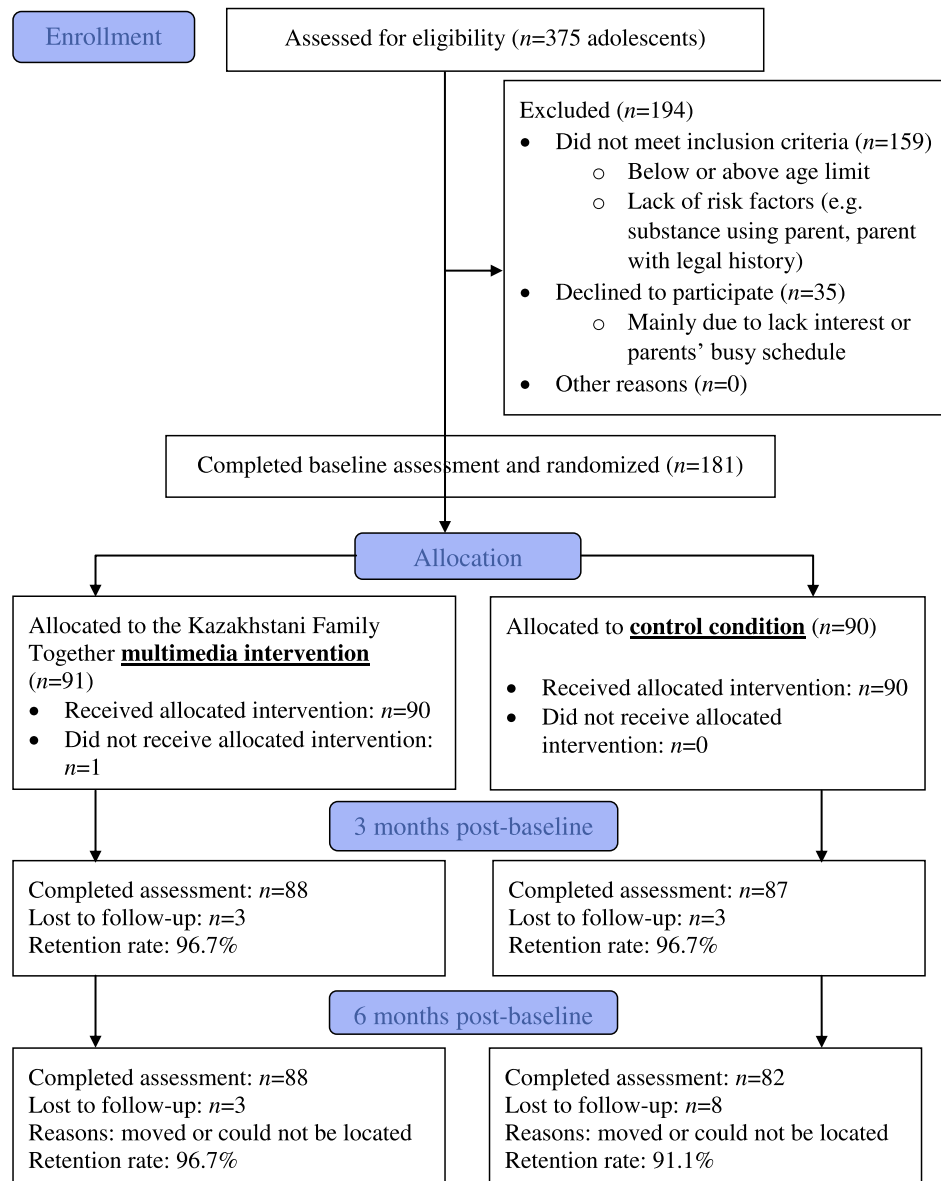 Enrollment
Assessed for eligibility (n=375 adolescents)
Excluded (n=194)
• Did not meet inclusion criteria (n=159)
o Below or above age limit
o Lack of risk factors (e.g.
substance using parent, parent
with legal history)
• Declined to participate (n=35)
o Mainly due to lack interest or
parents’ busy schedule
• Other reasons (n=0)
Completed baseline assessment and randomized (n=181)
Allocation
Allocated to the Kazakhstani Family
Together multimedia intervention
(n=91)
• Received allocated intervention: n=90
• Did not receive allocated intervention:
n=1
Allocated to control condition (n=90)
• Received allocated intervention: n=90
• Did not receive allocated
intervention: n=0
3 months post-baseline
Completed assessment: n=88
Lost to follow-up: n=3
Retention rate: 96.7%
Completed assessment: n=87
Lost to follow-up: n=3
Retention rate: 96.7%
6 months post-baseline
Completed assessment: n=88
Lost to follow-up: n=3
Reasons: moved or could not be located
Retention rate: 96.7%
Completed assessment: n=82
Lost to follow-up: n=8
Reasons: moved or could not be located
Retention rate: 91.1%